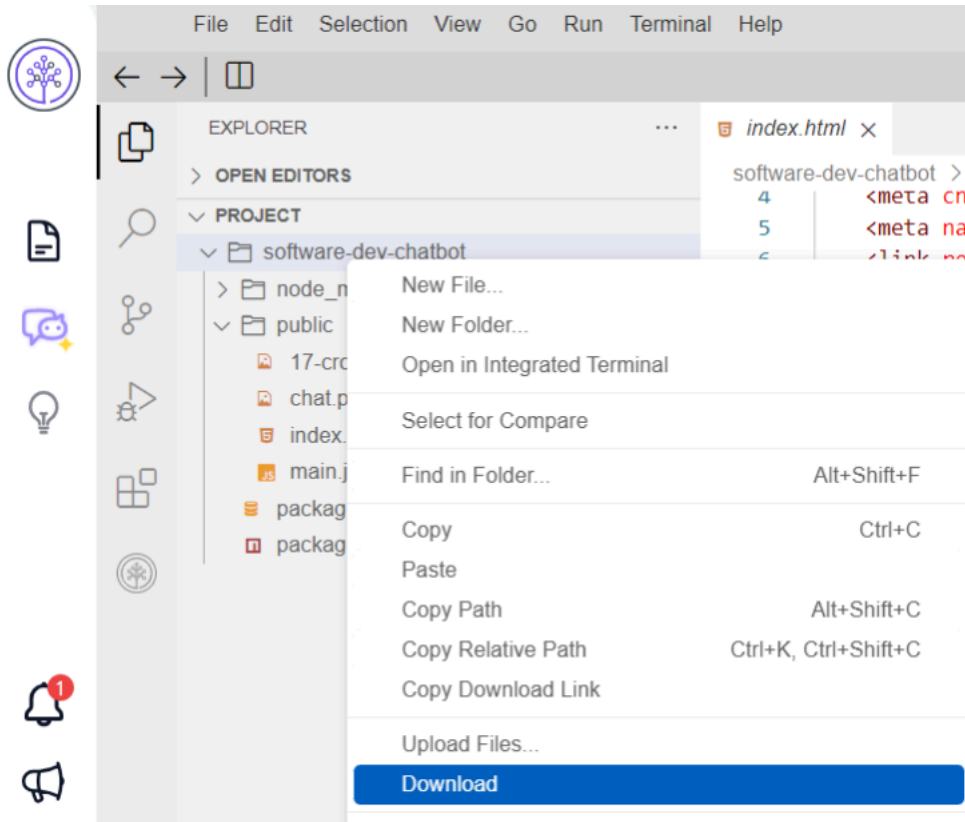 File Edit Selection View Go Run Terminal Help
EXPLORER ...
index.html
OPEN EDITORS
software-dev-chatbot >
PROJECT
4 <meta
5 <meta
6
software-dev-chatbot
public
New File...
New Folder...
Open in Integrated Terminal
Select for Compare
Find in Folder... Alt+Shift+F
Copy Ctrl+C
Paste
Copy Path Alt+Shift+C
Copy Relative Path Ctrl+K, Ctrl+Shift+C
Copy Download Link
Upload Files...
Download
1